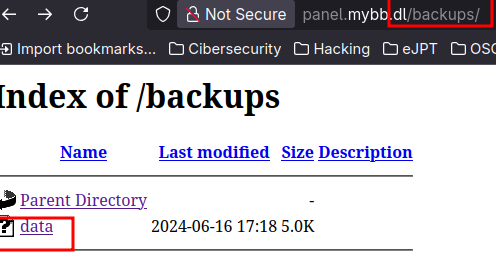 Not Secure panel.mybb.dl/backups/
Import bookmarks... Cibersecurity Hacking eJPT OSC
Index of /backups
Name Last modified Size Description
Parent Directory -
data 2024-06-16 17:18 5.0K